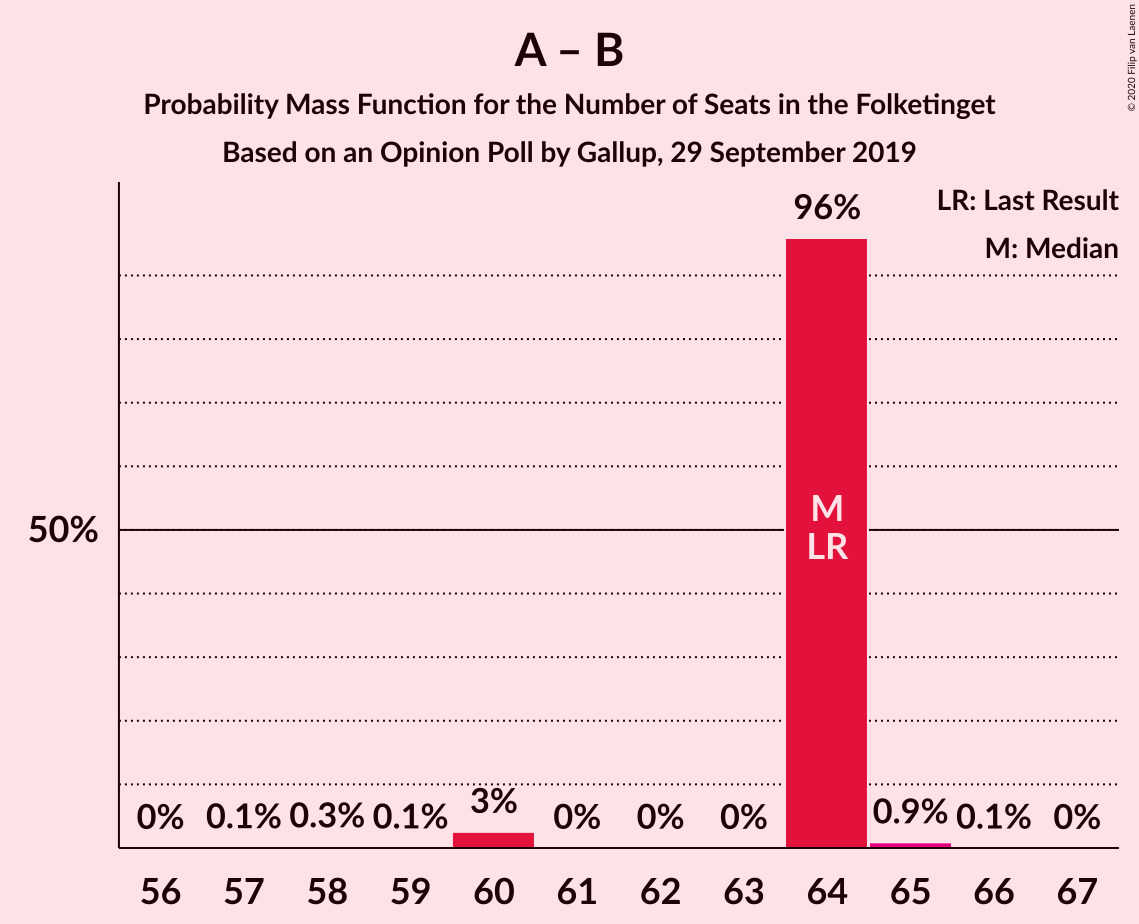 © 2020 Filip van Laenen
A – B
Probability Mass Function for the Number of Seats in the Folketinget
Based on an Opinion Poll by Gallup, 29 September 2019
LR: Last Result
M: Median
50%
0% 0.1% 0.3% 0.1% 3% 0% 0% 0% 96% 0.9% 0.1% 0%
M
LR
56 57 58 59 60 61 62 63 64 65 66 67